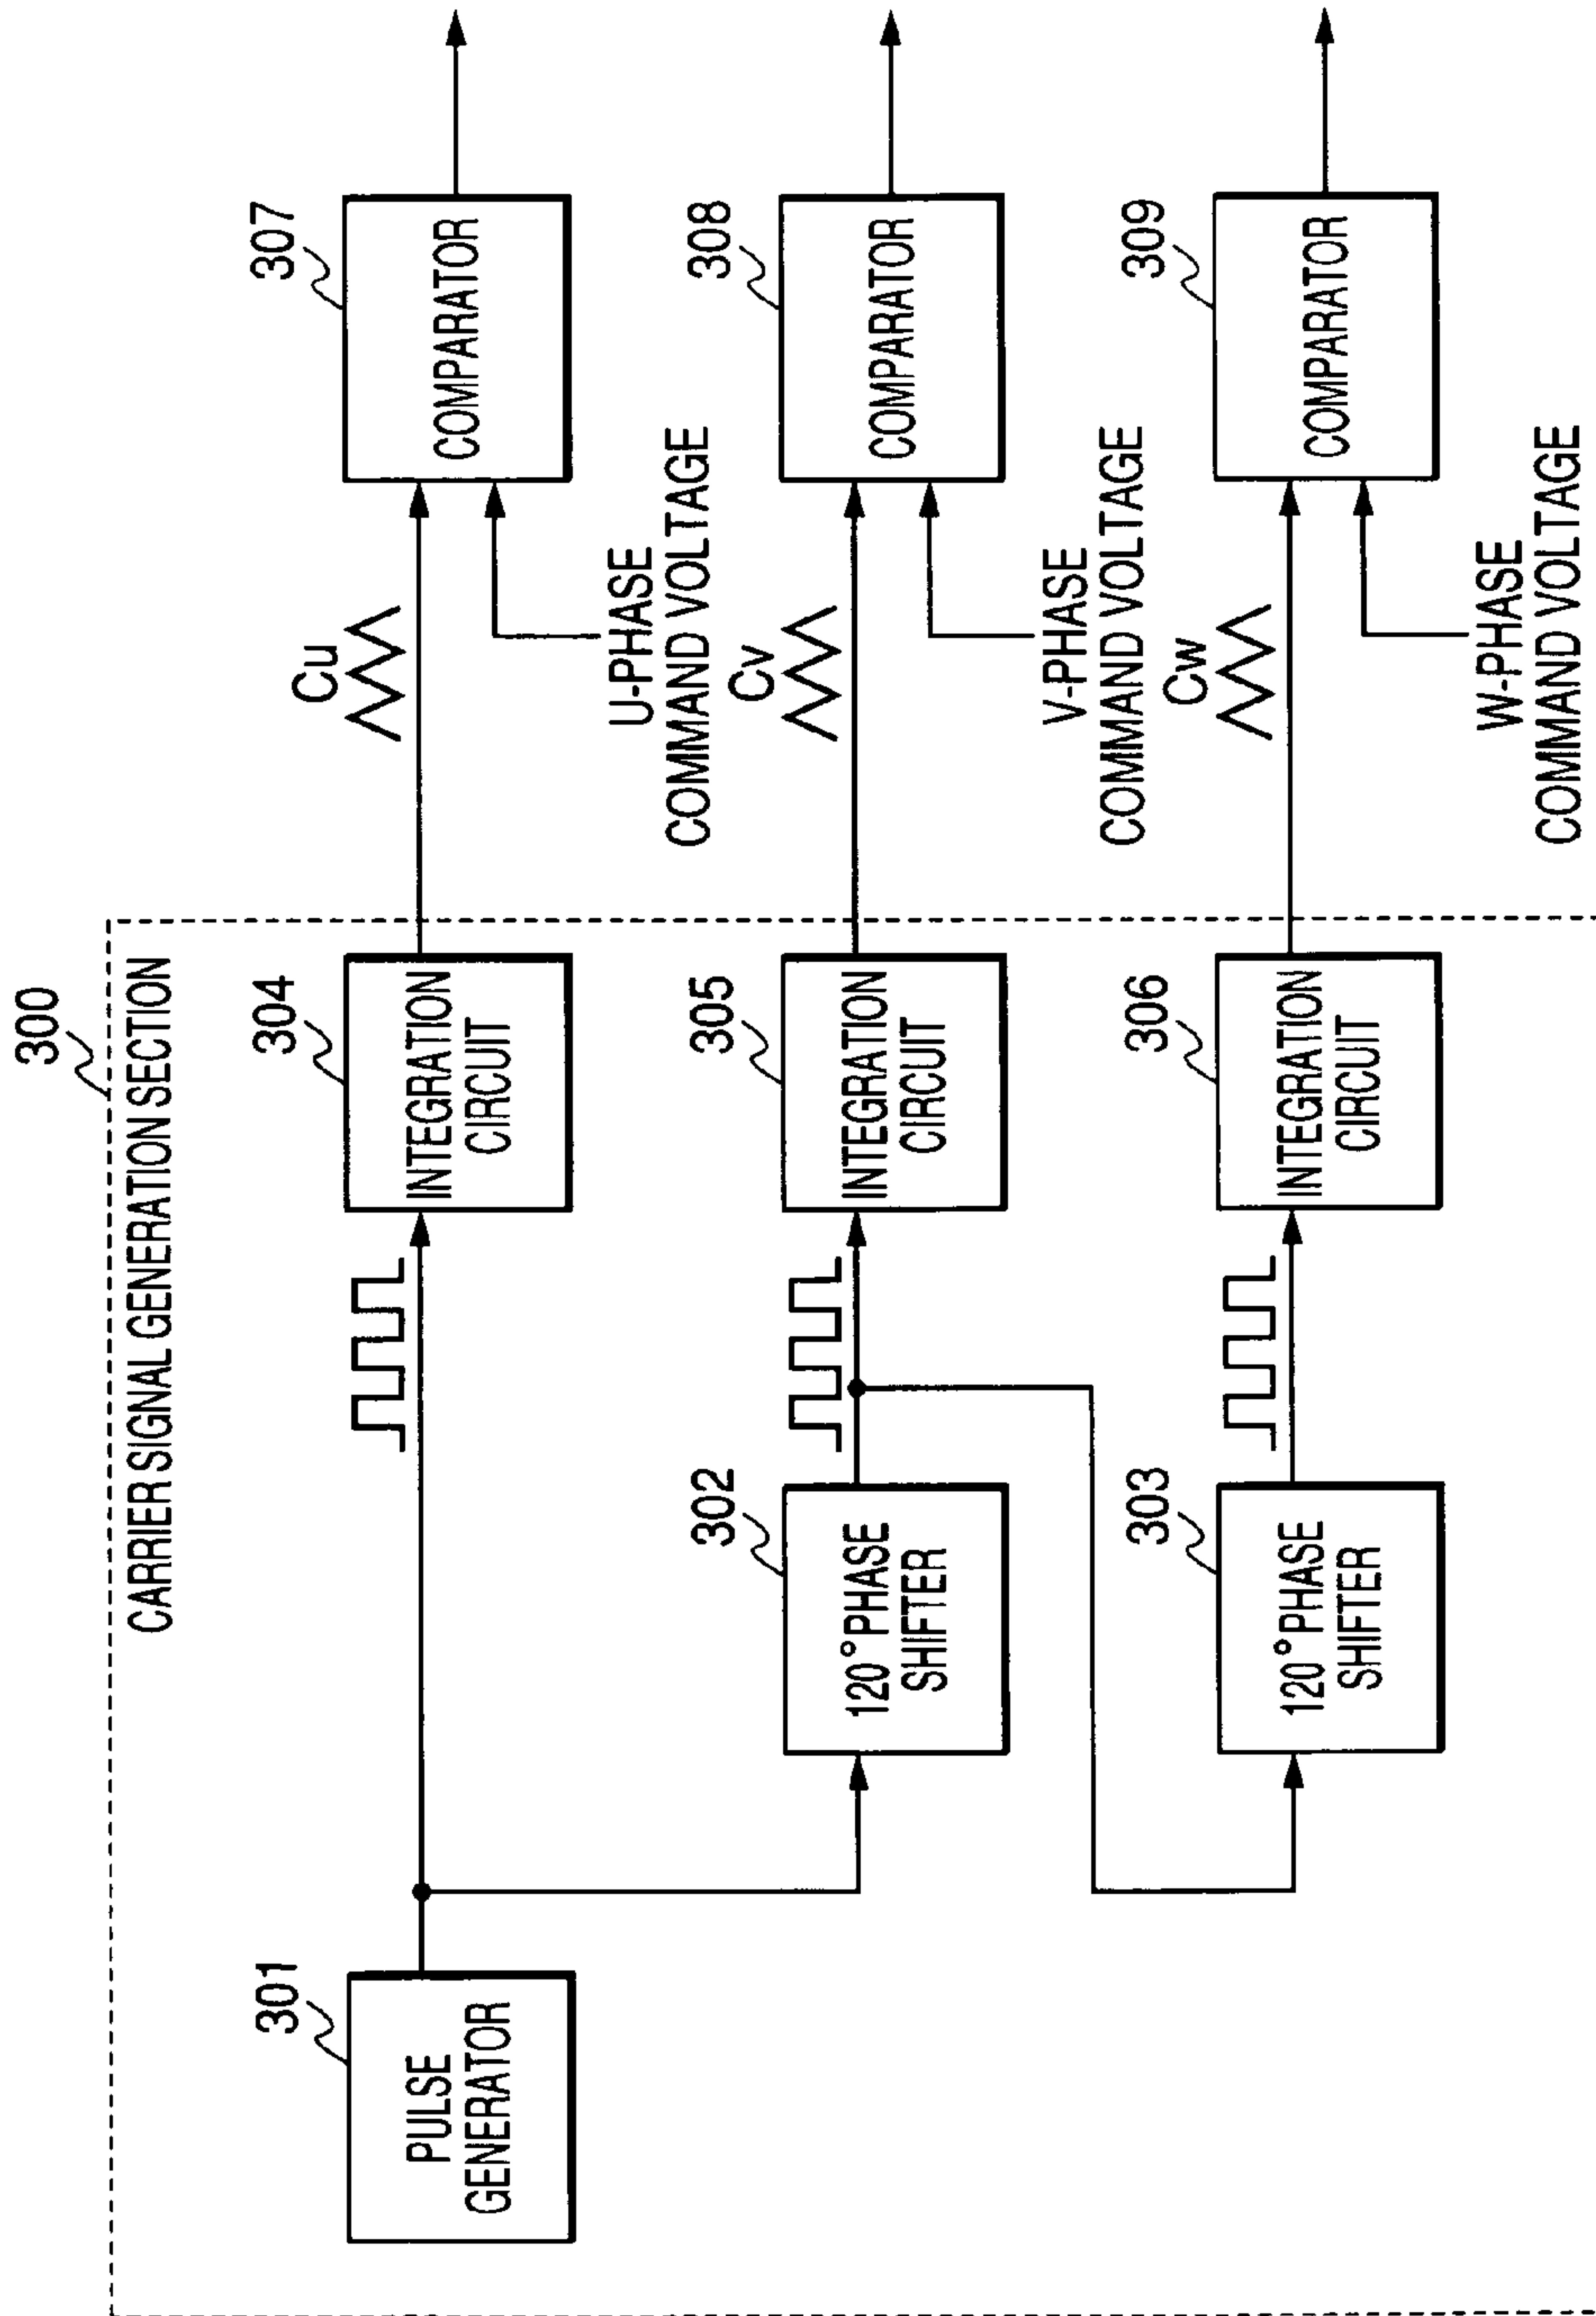 300
CARRIER SIGNAL GENERATION SECTION
301
PULSE
GENERATOR
304
INTEGRATION
CIRCUIT
Cu
307
COMPARATOR
U-PHASE
COMMAND VOLTAGE
302
120°PHASE
SHIFTER
305
INTEGRATION
CIRCUIT
Cv
308
COMPARATOR
V-PHASE
COMMAND VOLTAGE
303
120°PHASE
SHIFTER
306
INTEGRATION
CIRCUIT
Cw
309
COMPARATOR
W-PHASE
COMMAND VOLTAGE